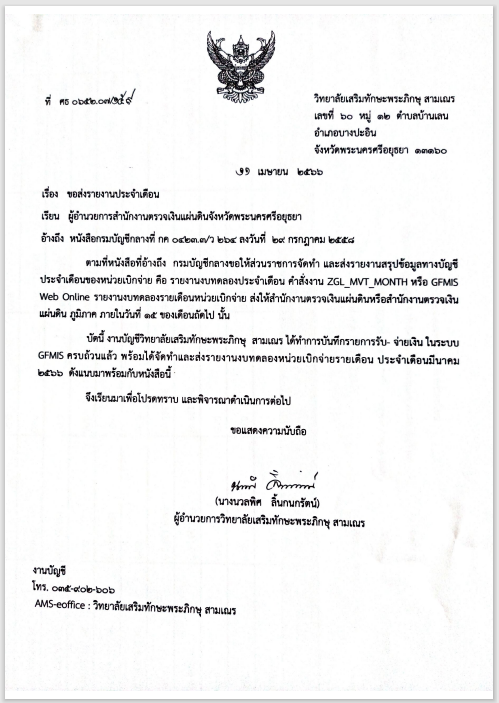 ที่ ศธ ๐๖๕๒.๐๗/๒๕๙
วิทยาลัยเสริมทักษะพระภิกษุ สามเณร
เลขที่ ๖๐ หมู่ ๑๒ ตำบลบ้านเลน
อำเภอบางปะอิน
จังหวัดพระนครศรีอยุธยา ๑๓๑๖๐
๑๑ เมษายน ๒๕๖๖
เรื่อง ขอส่งรายงานประจำเดือน
เรียน ผู้อำนวยการสำนักงานตรวจเงินแผ่นดินจังหวัดพระนครศรีอยุธยา
อ้างถึง หนังสือกรมบัญชีกลางที่ กค ๐๔๒๓.๓/ว ๒๖๔ ลงวันที่ ๒๙ กรกฎาคม ๒๕๕๘
ตามที่หนังสือที่อ้างถึง กรมบัญชีกลางขอให้ส่วนราชการจัดทำ และส่งรายงานสรุปข้อมูลทางบัญชี
ประจำเดือนของหน่วยเบิกจ่าย คือ รายงานงบทดลองประจำเดือน คำสั่งงาน ZGL_MVT_MONTH หรือ GFMIS
Web Online รายงานงบทดลองรายเดือนหน่วยเบิกจ่าย ส่งให้สำนักงานตรวจเงินแผ่นดินหรือสำนักงานตรวจเงิน
แผ่นดิน ภูมิภาค ภายในวันที่ ๑๕ ของเดือนถัดไป นั้น
บัดนี้ งานบัญชีวิทยาลัยเสริมทักษะพระภิกษุ สามเณร ได้ทำการบันทึกรายการรับ- จ่ายเงิน ในระบบ
GFMIS ครบถ้วนแล้ว พร้อมได้จัดทำและส่งรายงานงบทดลองหน่วยเบิกจ่ายรายเดือน ประจำเดือนมีนาคม
๒๕๖๖ ดังแนบมาพร้อมกับหนังสือนี้
จึงเรียนมาเพื่อโปรดทราบ และพิจารณาดำเนินการต่อไป
ขอแสดงความนับถือ
(นางนวลพิศ ลิ้นกนกรัตน์)
ผู้อำนวยการวิทยาลัยเสริมทักษะพระภิกษุ สามเณร
งานบัญชี
โทร. ๐๓๕-๙๐๒-๖๐๖
AMS-eoffice : วิทยาลัยเสริมทักษะพระภิกษุ สามเณร